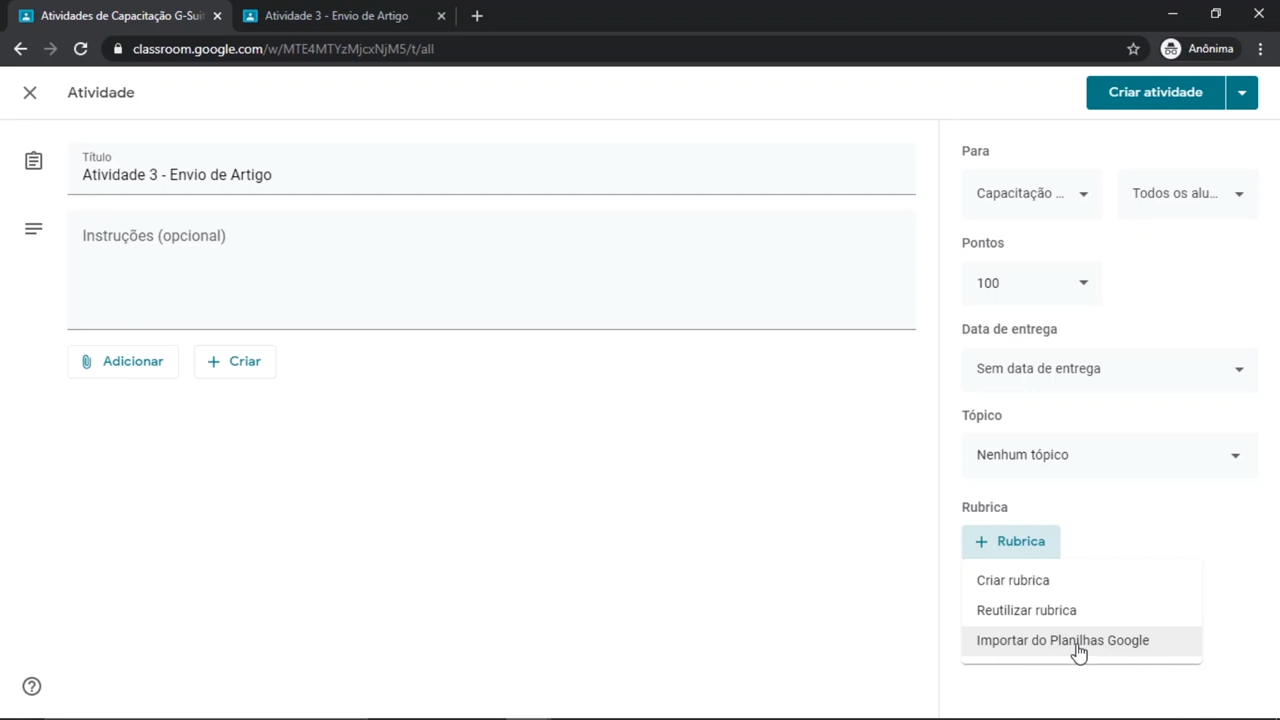 Atividades de Capacitação G-Suit
Atividade 3 - Envio de Artigo
classroom.google.com/w/MTE4MTYzMjcxNjM5/t/all
Anônima
Atividade
Criar atividade
Título
Atividade 3 - Envio de Artigo
Instruções (opcional)
Adicionar
Criar
Para
Capacitação ...
Todos os alu...
Pontos
100
Data de entrega
Sem data de entrega
Tópico
Nenhum tópico
Rubrica
+ Rubrica
Criar rubrica
Reutilizar rubrica
Importar do Planilhas Google